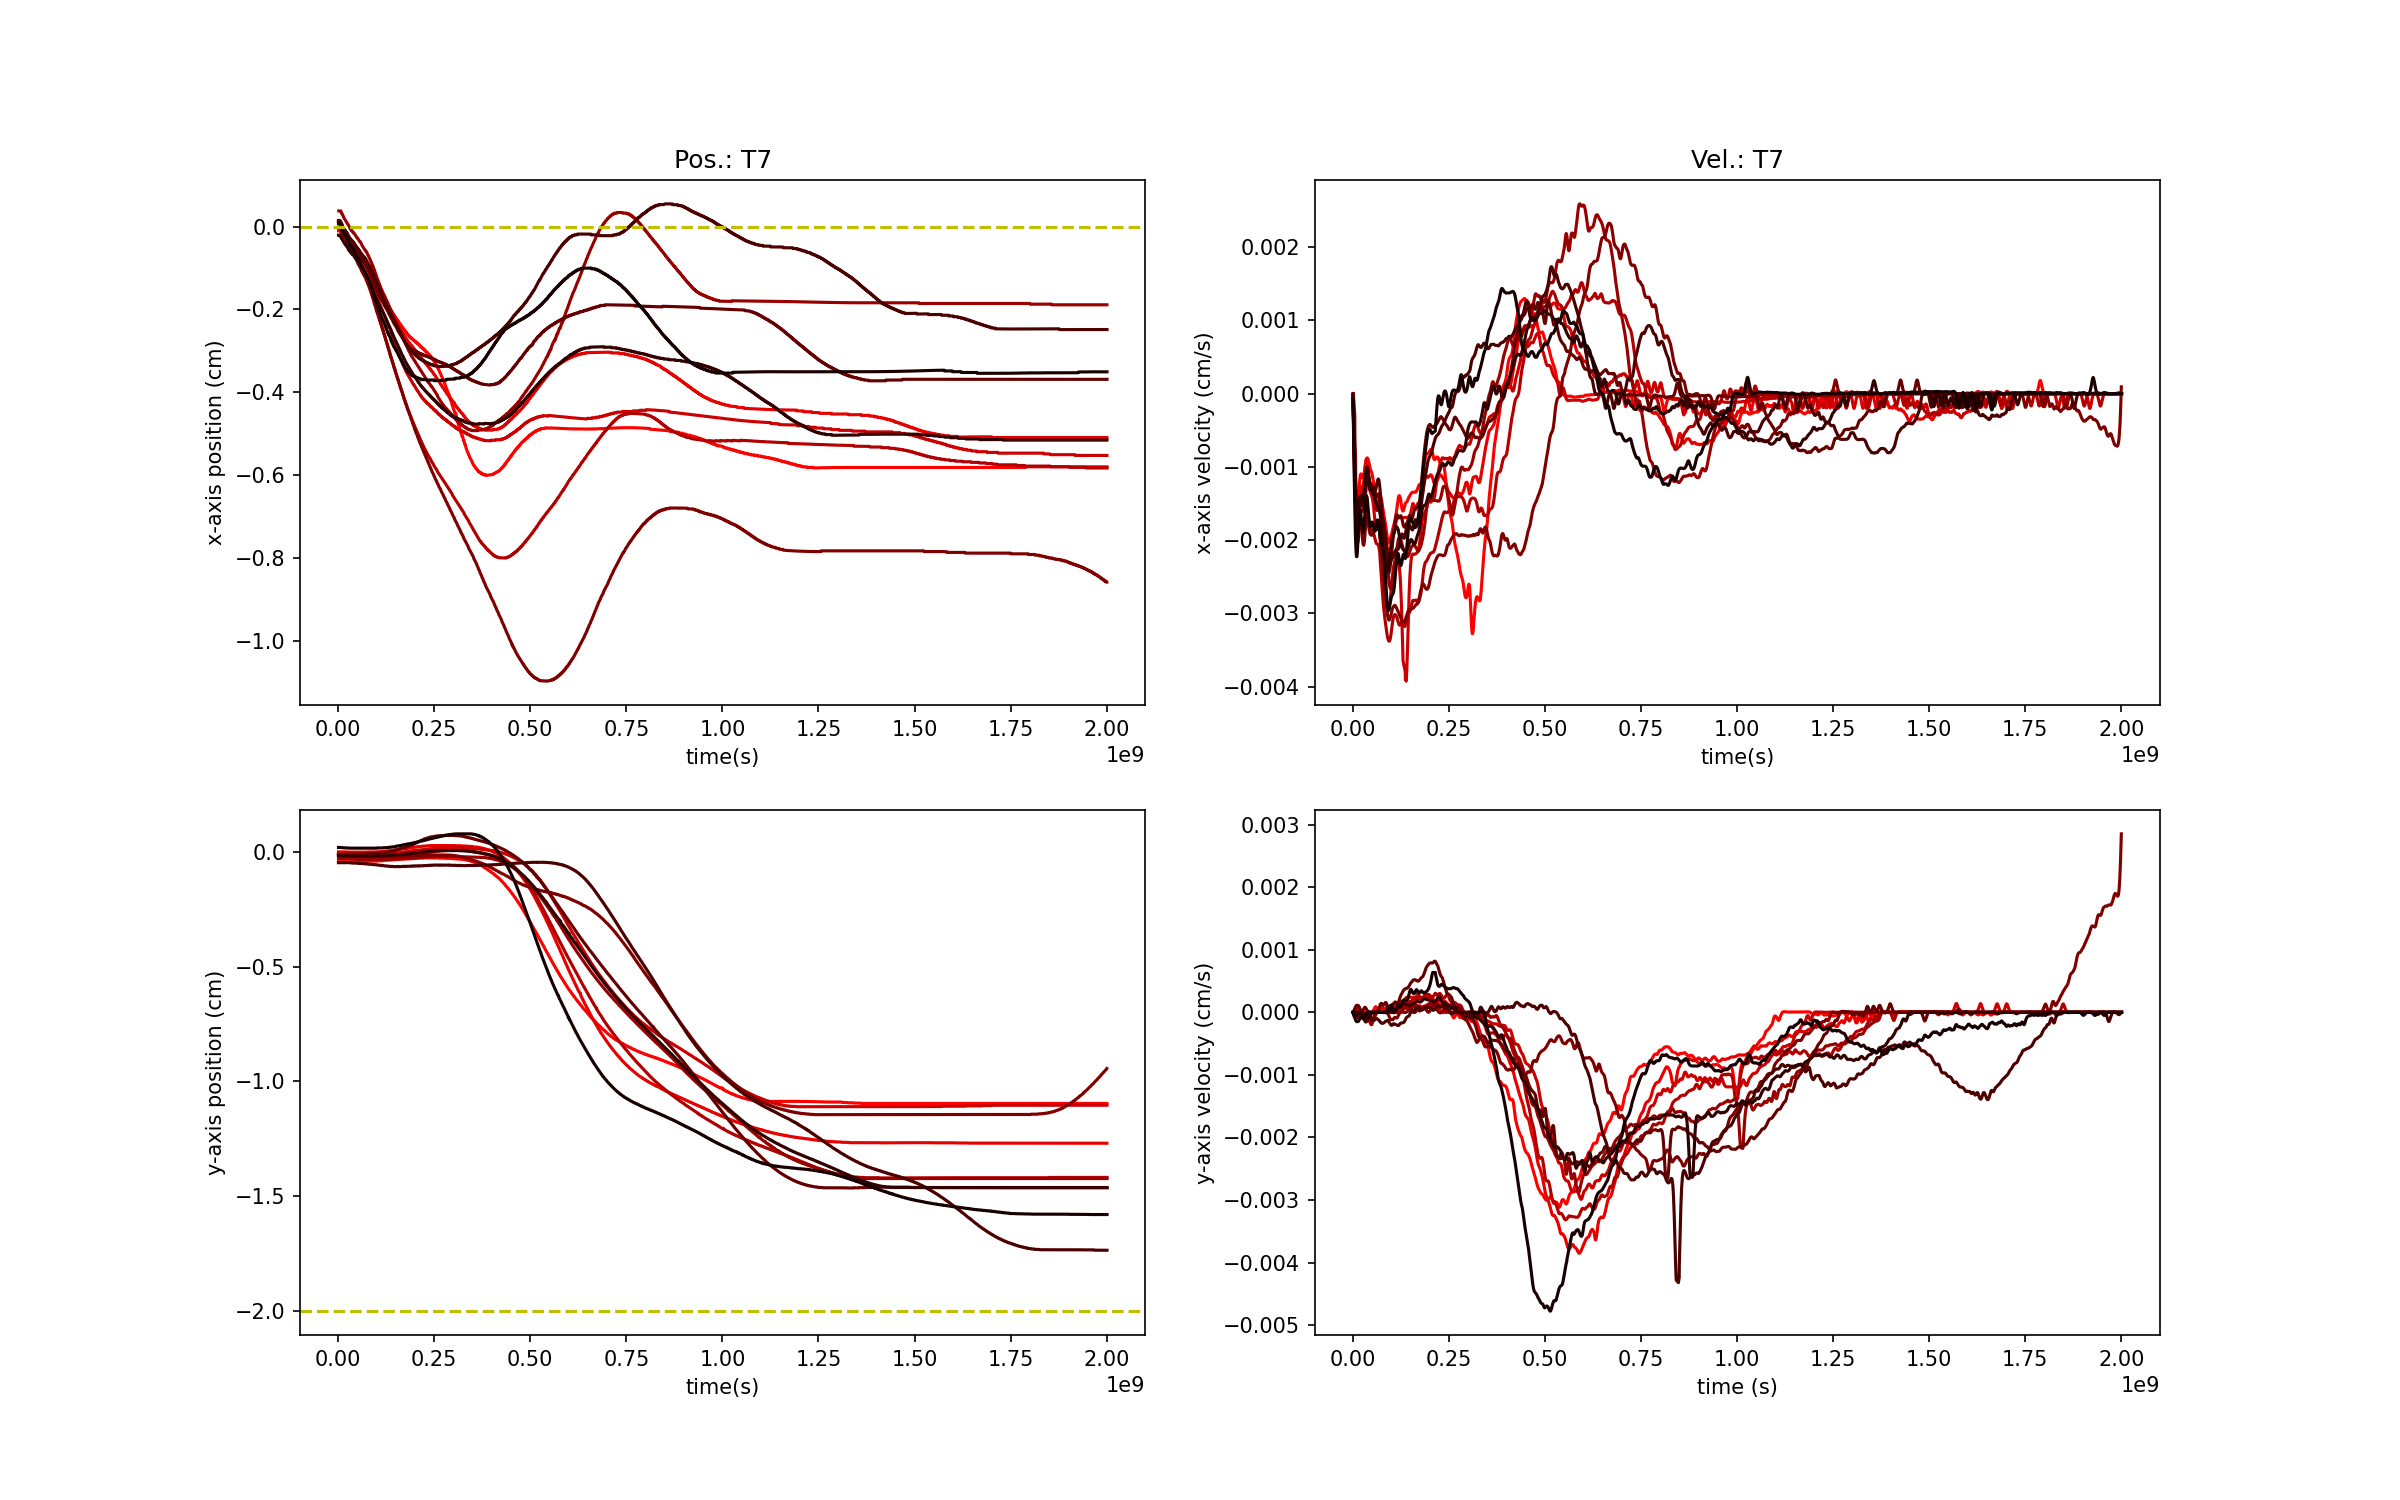 Pos.: T7
x-axis position (cm)
0.0
−0.2
−0.4
−0.6
−0.8
−1.0
0.00 0.25 0.50 0.75 1.00 1.25 1.50 1.75 2.00
time(s)
1e9
Vel.: T7
x-axis velocity (cm/s)
0.002
0.001
0.000
−0.001
−0.002
−0.003
−0.004
0.00 0.25 0.50 0.75 1.00 1.25 1.50 1.75 2.00
time(s)
1e9
y-axis position (cm)
0.0
−0.5
−1.0
−1.5
−2.0
0.00 0.25 0.50 0.75 1.00 1.25 1.50 1.75 2.00
time(s)
1e9
y-axis velocity (cm/s)
0.003
0.002
0.001
0.000
−0.001
−0.002
−0.003
−0.004
−0.005
0.00 0.25 0.50 0.75 1.00 1.25 1.50 1.75 2.00
time (s)
1e9